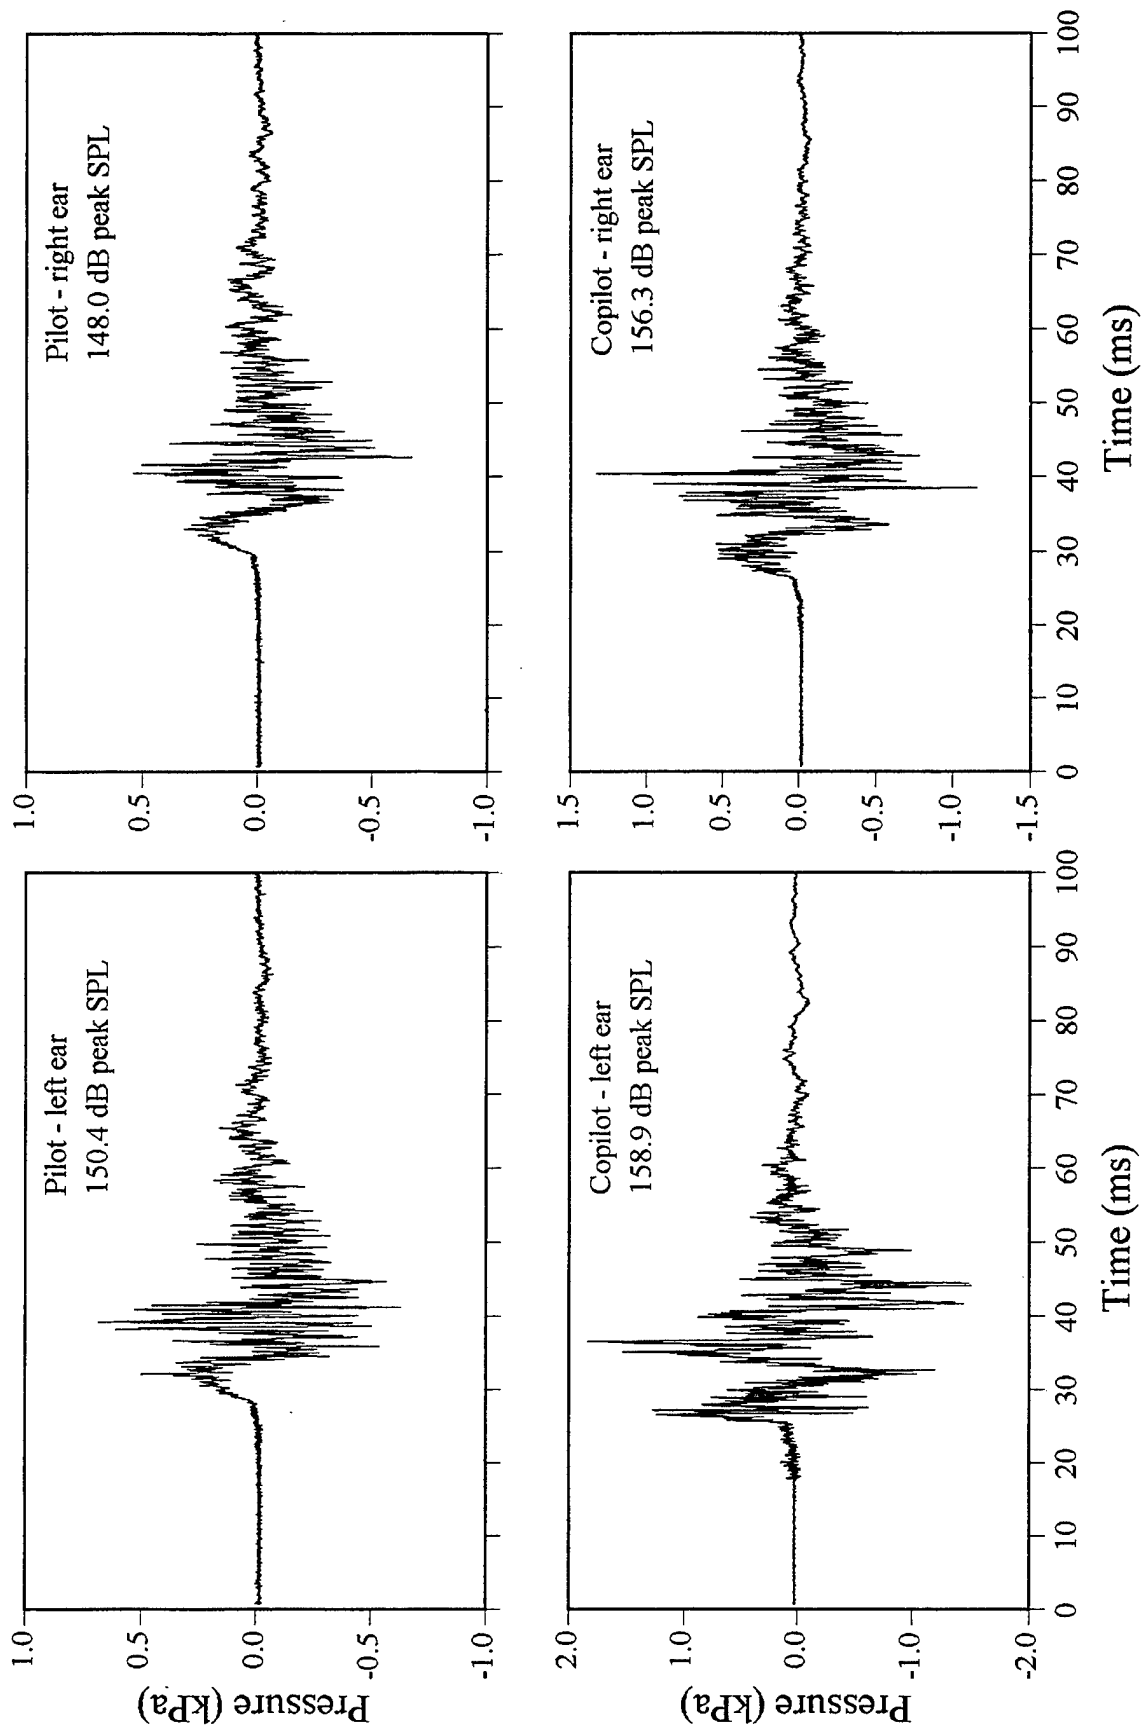 Pilot - left ear
150.4 dB peak SPL
1.0
0.5
0.0
-0.5
-1.0
Pressure (kPa)
Pilot - right ear
148.0 dB peak SPL
1.0
0.5
0.0
-0.5
-1.0
Copilot - left ear
158.9 dB peak SPL
2.0
1.0
0.0
-1.0
-2.0
Pressure (kPa)
0 10 20 30 40 50 60 70 80 90 100
Time (ms)
Copilot - right ear
156.3 dB peak SPL
1.5
1.0
0.5
0.0
-0.5
-1.0
-1.5
0 10 20 30 40 50 60 70 80 90 100
Time (ms)